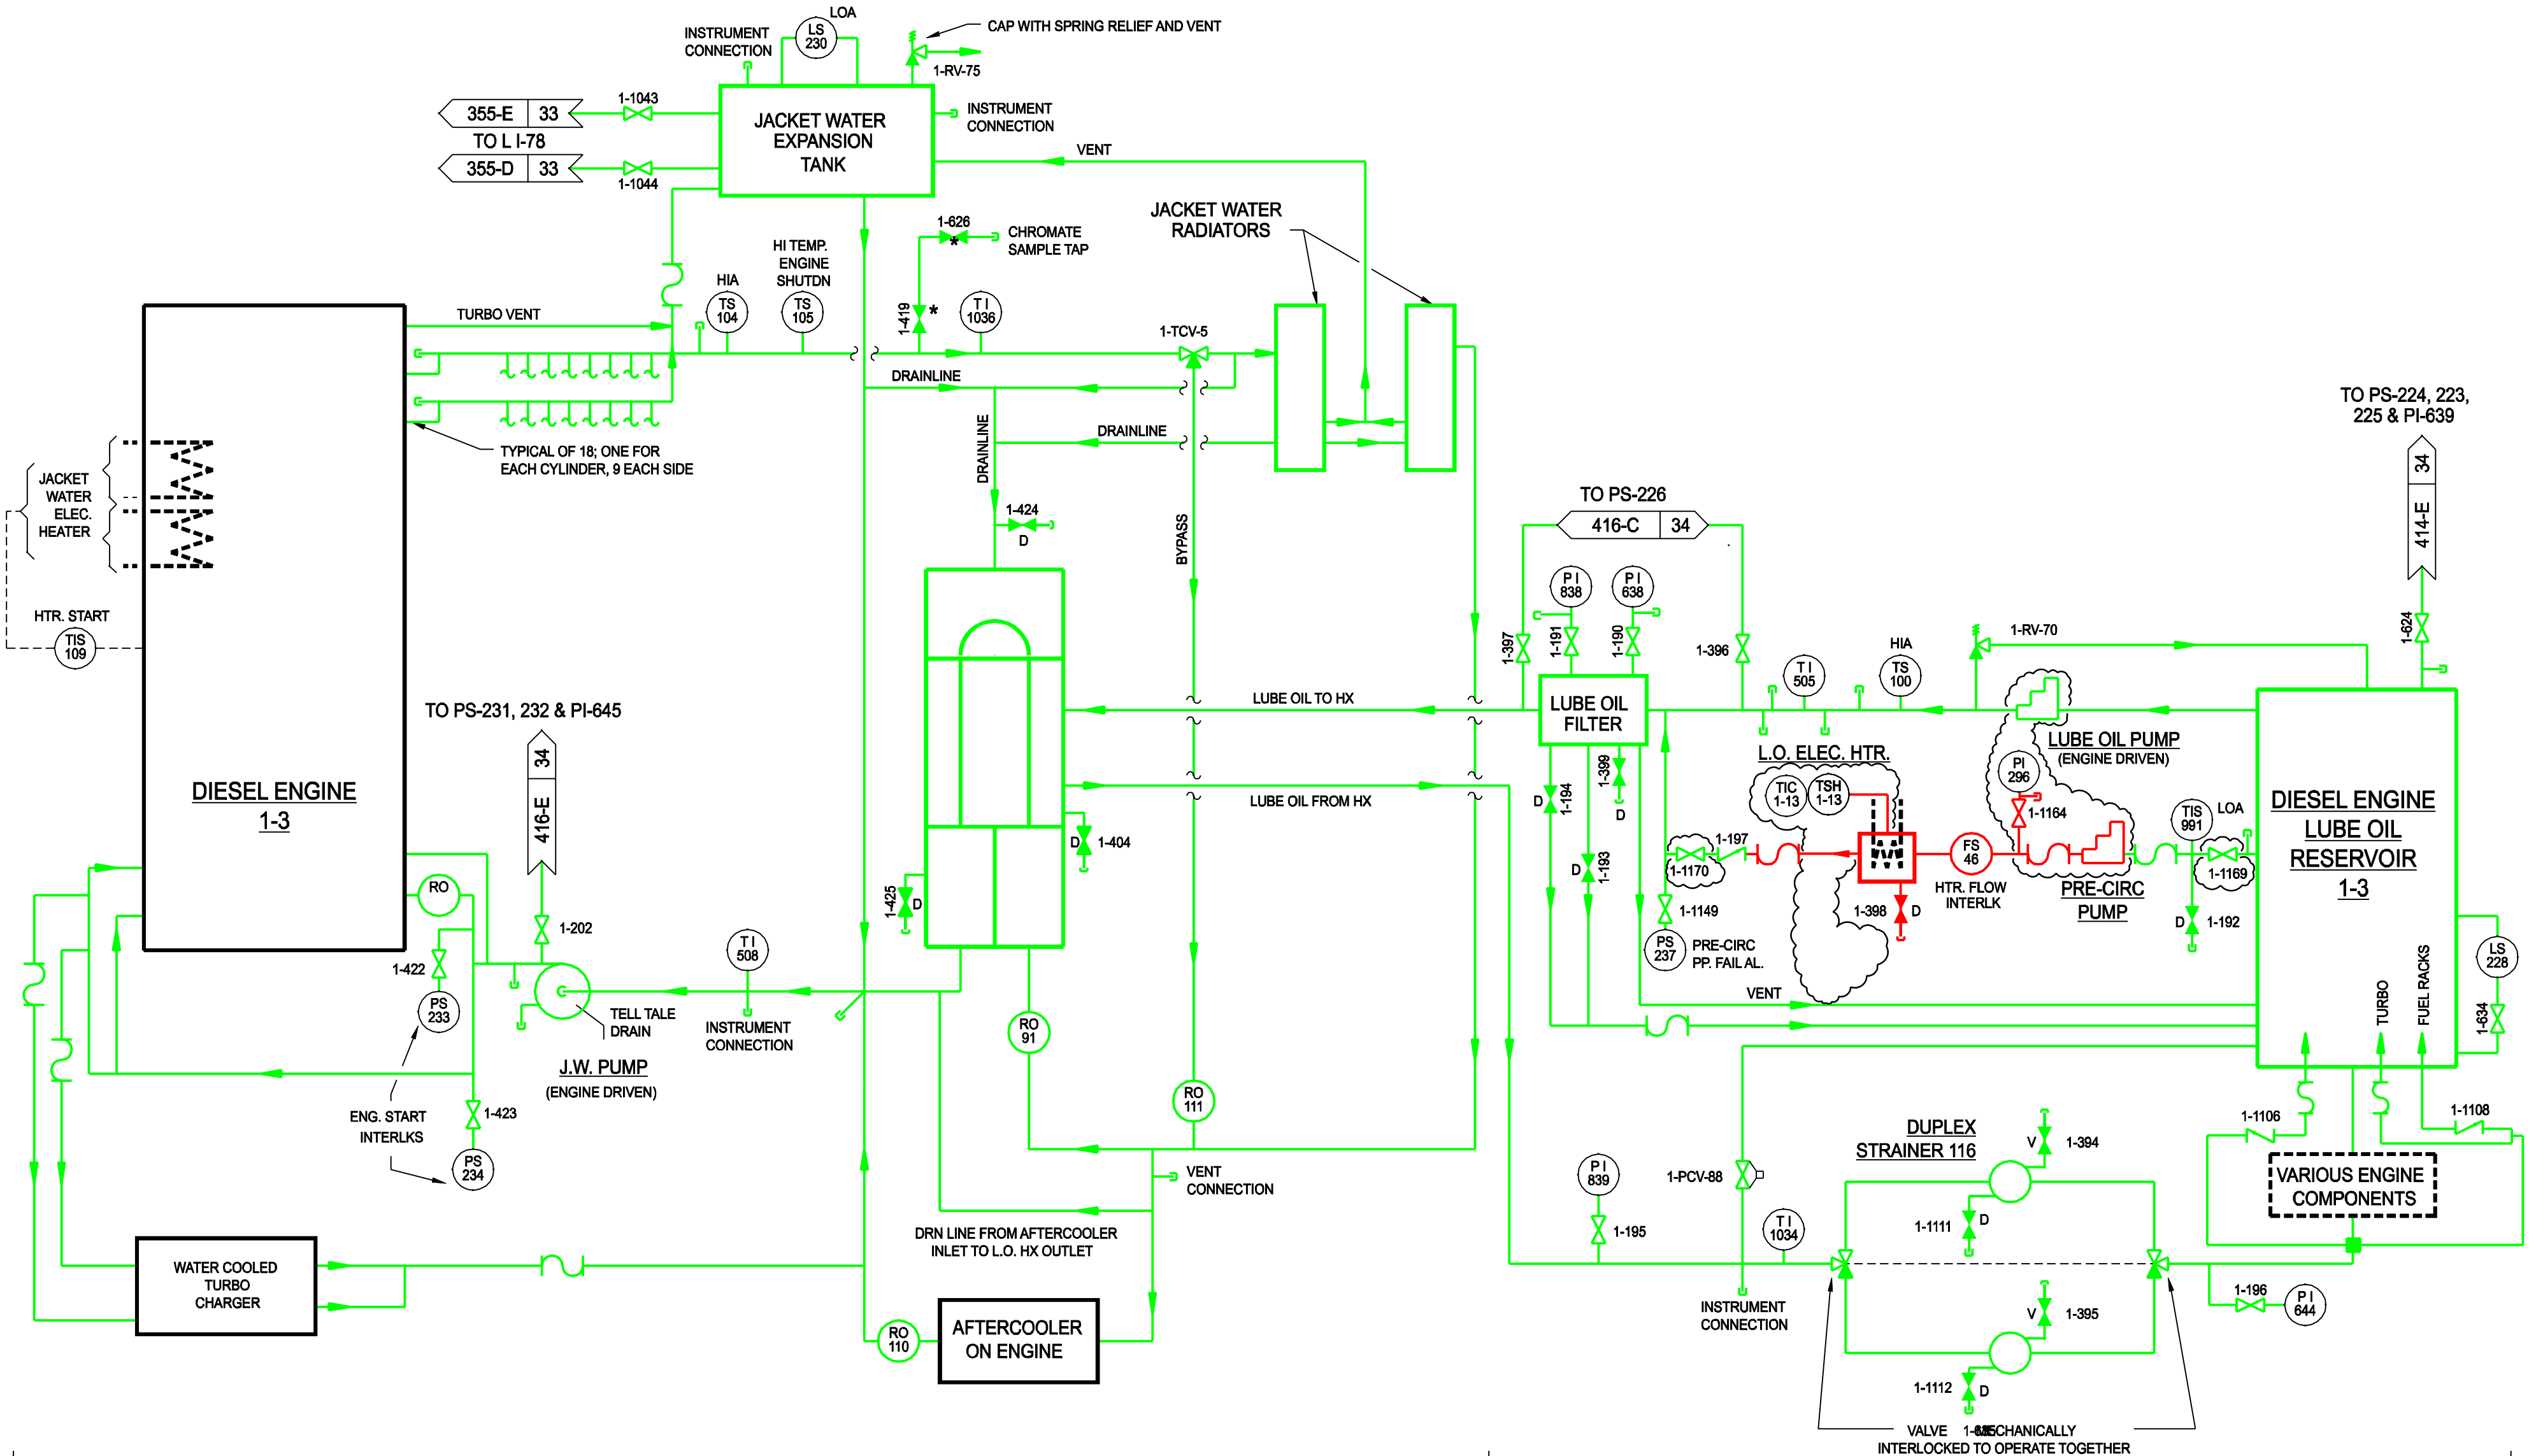 LOA
LS
230
INSTRUMENT
CONNECTION
CAP WITH SPRING RELIEF AND VENT
1-RV-75
1-1043
355-E 33
TO L I-78
355-D 33
1-1044
JACKET WATER
EXPANSION
TANK
INSTRUMENT
CONNECTION
VENT
JACKET WATER
RADIATORS
1-626
*
CHROMATE
SAMPLE TAP
HI TEMP.
ENGINE
SHUTDN
HIA
TS
104
TS
105
1-419
*
T I
1036
1-TCV-5
TURBO VENT
DRAINLINE
DRAINLINE
DRAINLINE
TYPICAL OF 18; ONE FOR
EACH CYLINDER, 9 EACH SIDE
JACKET
WATER
ELEC.
HEATER
HTR. START
TIS
109
DIESEL ENGINE
1-3
1-424
D
BYPASS
TO PS-226
416-C 34
P I
838
P I
638
1-397
1-191
1-190
1-396
T I
505
HIA
TS
100
1-RV-70
TO PS-224, 223,
225 & PI-639
414-E 34
1-624
TO PS-231, 232 & PI-645
416-E 34
LUBE OIL TO HX
LUBE OIL
FILTER
LUBE OIL PUMP
(ENGINE DRIVEN)
L.O. ELEC. HTR.
PI
296
1-1164
TIC
1-13
TSH
1-13
LUBE OIL FROM HX
D
1-194
1-399
D
D
1-193
1-197
1-1170
FS
46
HTR. FLOW
INTERLK
PRE-CIRC
PUMP
TIS
991
LOA
1-1169
D
1-192
1-398
D
1-1149
PS
237
PRE-CIRC
PP. FAIL AL.
DIESEL ENGINE
LUBE OIL
RESERVOIR
1-3
D
1-404
1-425
D
RO
1-202
1-422
PS
233
T I
508
TELL TALE
DRAIN
INSTRUMENT
CONNECTION
J.W. PUMP
(ENGINE DRIVEN)
RO
91
RO
111
VENT
TURBO
FUEL RACKS
LS
228
1-634
ENG. START
INTERLKS
1-423
PS
234
VENT
CONNECTION
DRN LINE FROM AFTERCOOLER
INLET TO L.O. HX OUTLET
WATER COOLED
TURBO
CHARGER
RO
110
AFTERCOOLER
ON ENGINE
P I
839
1-195
1-PCV-88
T I
1034
INSTRUMENT
CONNECTION
DUPLEX
STRAINER 116
V
1-394
1-1111
D
V
1-395
1-1112
D
1-1106
1-1108
VARIOUS ENGINE
COMPONENTS
1-196
P I
644
VALVE MECHANICALLY
INTERLOCKED TO OPERATE TOGETHER